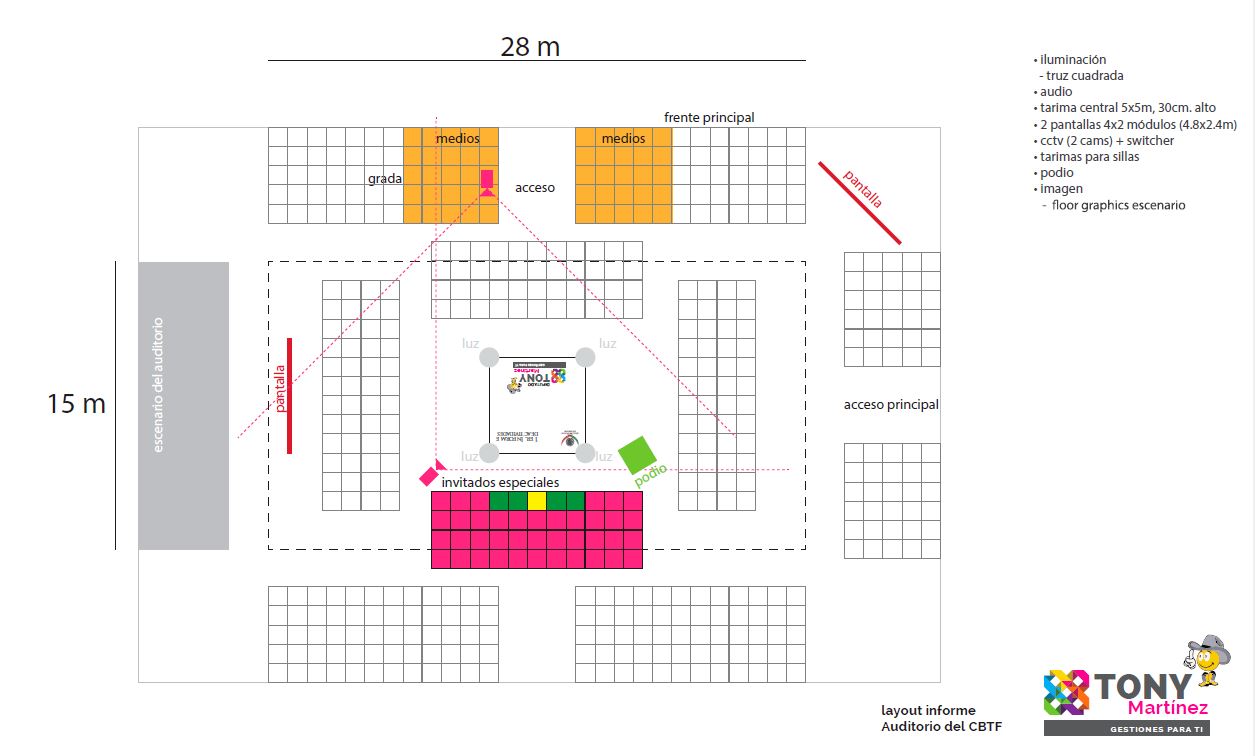 28 m
• iluminación
- truz cuadrada
• audio
• tarima central 5x5m, 30cm. alto
• 2 pantallas 4x2 módulos (4.8x2.4m)
• cctv (2 cams) + switcher
• tarimas para sillas
• podio
• imagen
- floor graphics escenario
frente principal
medios
medios
grada
acceso
pantalla
escenario del auditorio
pantalla
15 m
luz
luz
TONY
Martínez
luz
luz
acceso principal
podio
invitados especiales
layout informe
Auditorio del CBTF
TONY
Martínez
GESTIONES PARA TI